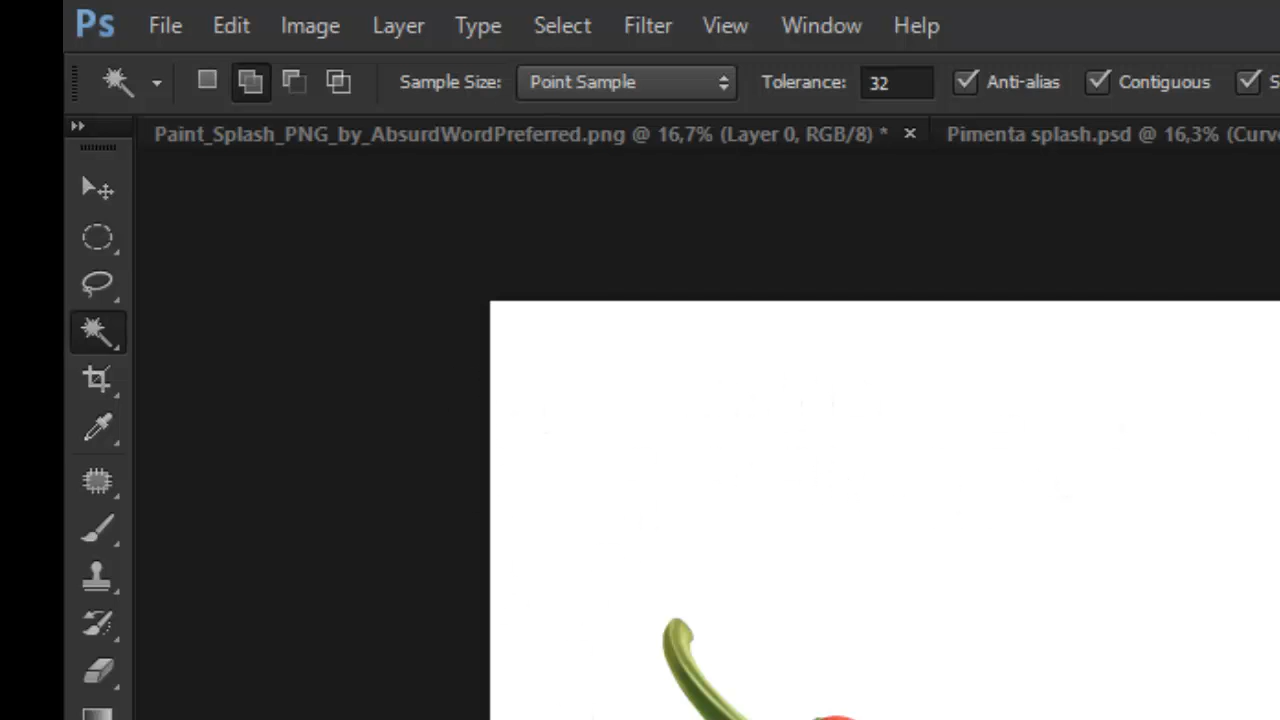 Ps File Edit Image Layer Type Select Filter View Window Help
Sample Size: Point Sample Tolerance: 32 Anti-alias Contiguous S
Paint_Splash_PNG_by_AbsurdWordPreferred.png @ 16,7% (Layer 0, RGB/8) * × Pimenta splash.psd @ 16,3% (Curv